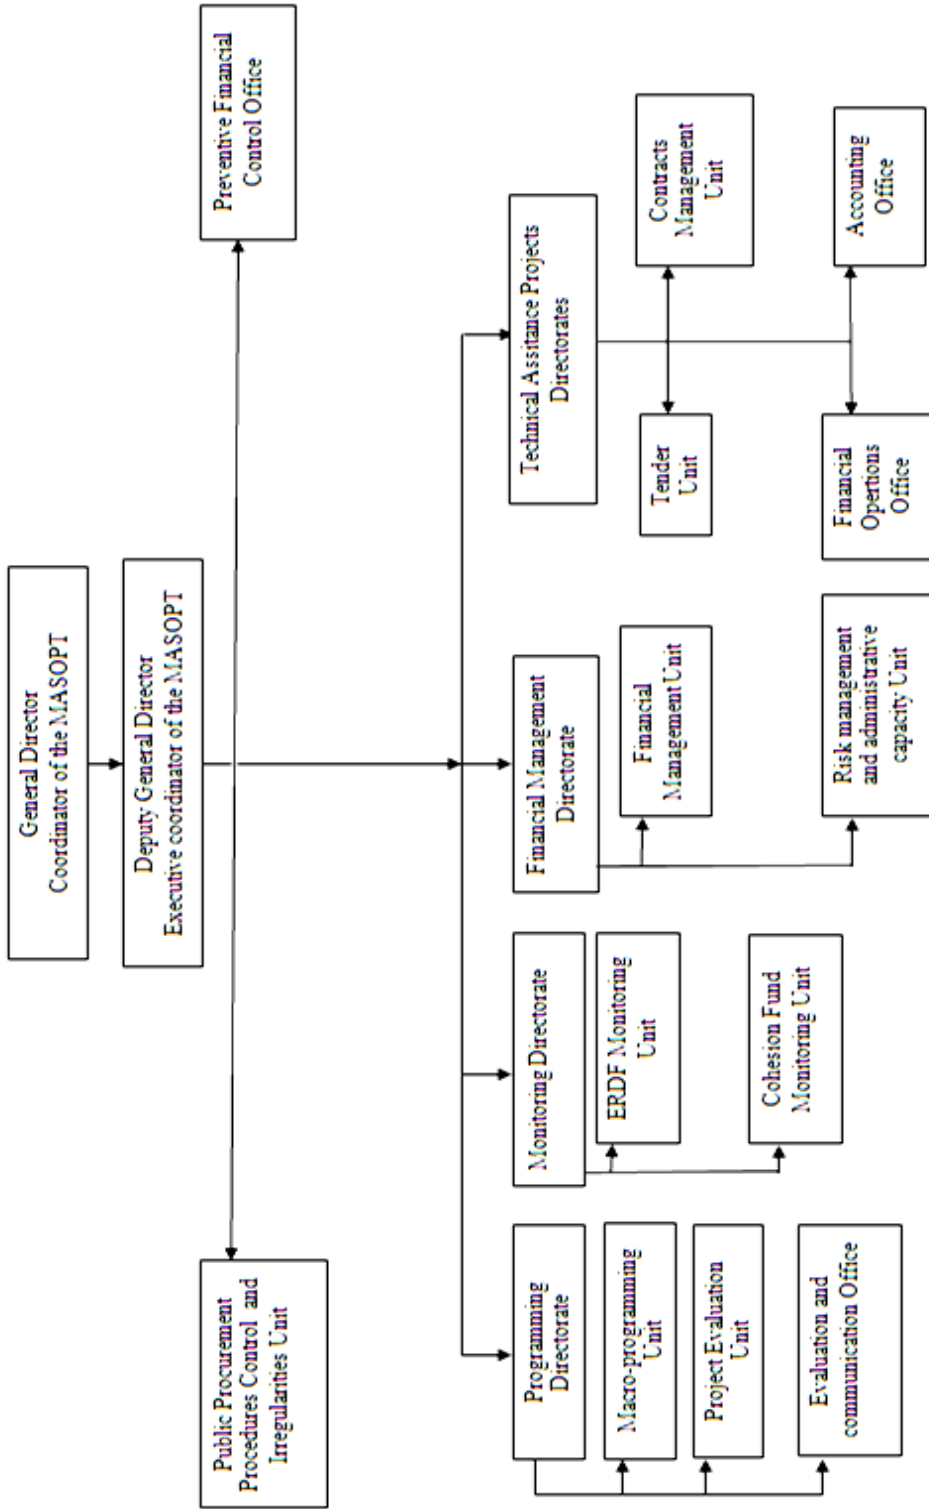 General Director
Coordinator of the MASOPT
Deputy General Director
Executive coordinator of the MASOPT
Public Procurement
Procedures Control and
Irregularities Unit
Preventive Financial
Control Office
Programming
Directorate
Monitoring Directorate
Financial Management
Directorate
Technical Assitance Projects
Directorates
Macro-programming
Unit
ERDF Monitoring
Unit
Financial
Management Unit
Tender
Unit
Contracts
Management
Unit
Project Evaluation
Unit
Cohesion Fund
Monitoring Unit
Evaluation and
communication Office
Risk management
and administrative
capacity Unit
Financial
Opertions
Office
Accounting
Office